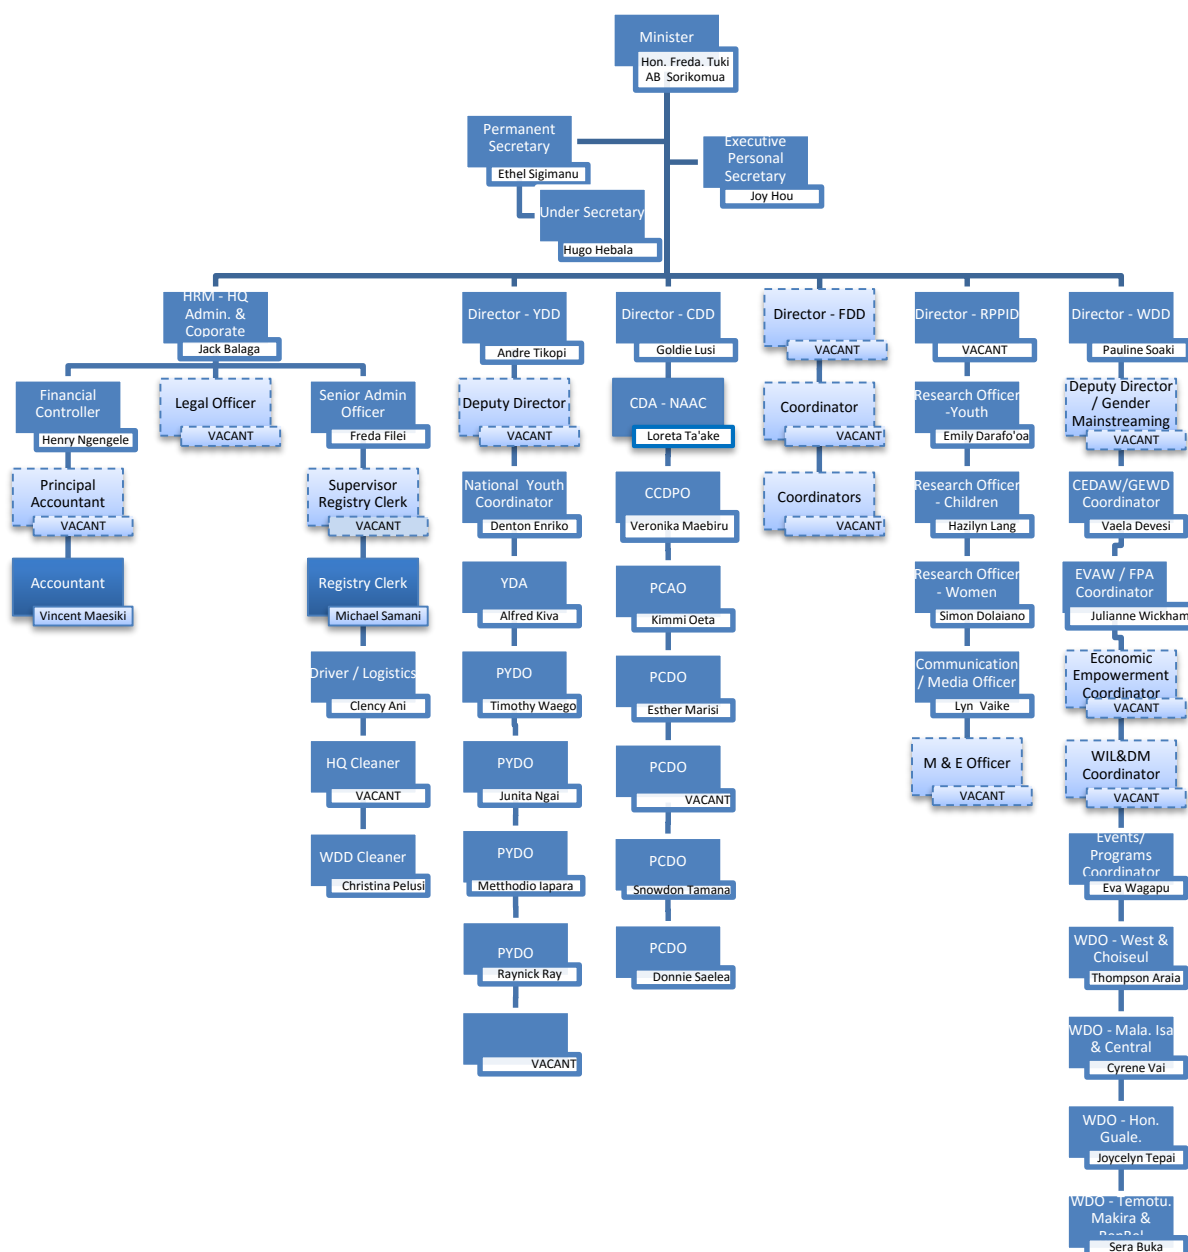 Minister
Hon. Freda. Tuki
AB Sorikomua
Permanent
Secretary
Ethel Sigimanu
Executive
Personal
Secretary
Joy Hou
Under Secretary
Hugo Hebala
HRM - HQ
Admin. &
Coporate
Jack Balaga
Director - YDD
Andre Tikopi
Director - CDD
Goldie Lusi
Director - FDD
VACANT
Director - RPPID
VACANT
Director - WDD
Pauline Soaki
Financial
Controller
Henry Ngengele
Legal Officer
VACANT
Senior Admin
Officer
Freda Filei
Deputy Director
VACANT
CDA - NAAC
Loreta Ta'ake
Coordinator
VACANT
Research Officer
-Youth
Emily Darafo'oa
Deputy Director
/ Gender
Mainstreaming
VACANT
Principal
Accountant
VACANT
Supervisor
Registry Clerk
VACANT
National Youth
Coordinator
Denton Enriko
CCDPO
Veronika Maebiru
Coordinators
VACANT
Research Officer
- Children
Hazilyn Lang
CEDAW/GEWD
Coordinator
Vaela Devesi
Accountant
Vincent Maesiki
Registry Clerk
Michael Samani
YDA
Alfred Kiva
PCAO
Kimmi Oeta
Research Officer
- Women
Simon Dolaiano
EVAW / FPA
Coordinator
Julianne Wickham
Driver / Logistics
Clency Ani
PYDO
Timothy Waego
PCDO
Esther Marisi
Communication
/ Media Officer
Lyn Vaike
Economic
Empowerment
Coordinator
VACANT
HQ Cleaner
VACANT
PYDO
Junita Ngai
PCDO
VACANT
M & E Officer
VACANT
WIL&DM
Coordinator
VACANT
WDD Cleaner
Christina Pelusi
PYDO
Metthodio Iapara
PCDO
Snowdon Tamana
Events/
Programs
Coordinator
Eva Wagapu
PYDO
Raynick Ray
PCDO
Donnie Saelea
WDO - West &
Choiseul
Thompson Araia
VACANT
WDO - Mala. Isa
& Central
Cyrene Vai
WDO - Hon.
Guale.
Joycelyn Tepai
WDO - Temotu.
Makira &
Sera Buka